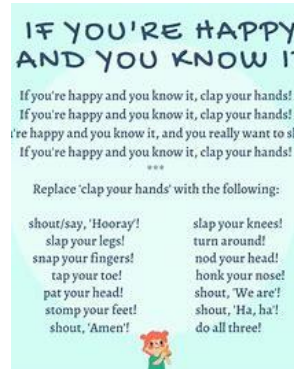 IF YOU'RE HAPPY
AND YOU KNOW I
If you're happy and you know it, clap your hands!
If you're happy and you know it, clap your hands!
're happy and you know it, and you really want to s
If you're happy and you know it, clap your hands!
***
Replace 'clap your hands' with the following:
shout/say, 'Hooray'!
slap your legs!
snap your fingers!
tap your toe!
pat your head!
stomp your feet!
shout, 'Amen'!
slap your knees!
turn around!
nod your head!
honk your nose!
shout, 'We are'!
shout, 'Ha, ha'!
do all three!